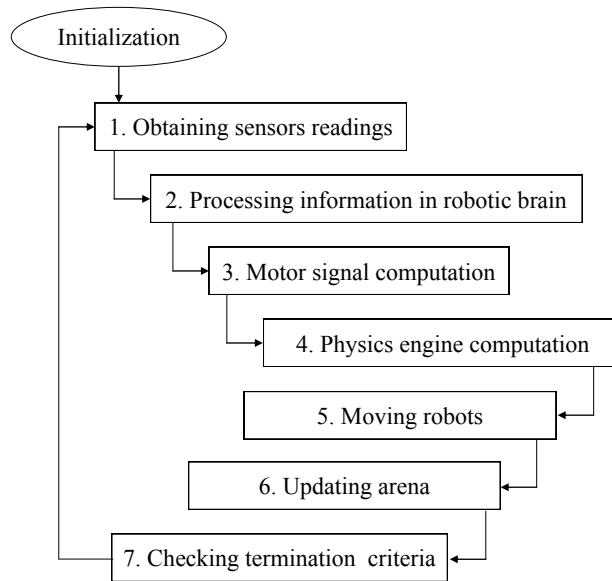 Initialization
1. Obtaining sensors readings
2. Processing information in robotic brain
3. Motor signal computation
4. Physics engine computation
5. Moving robots
6. Updating arena
7. Checking termination criteria